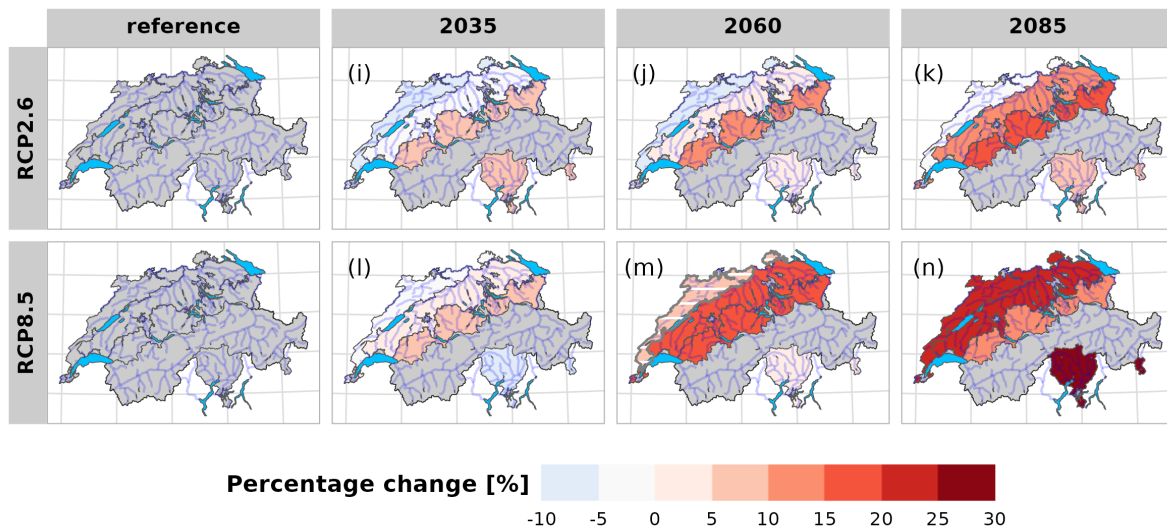 reference 2035 2060 2085
RCP2.6
(i) (j) (k)
RCP8.5
(l) (m) (n)
Percentage change [%]
-10 -5 0 5 10 15 20 25 30